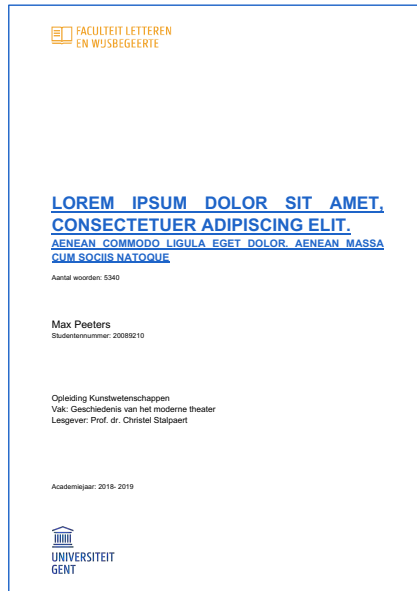 FACULTEIT LETTEREN
EN WIJSBEGEERTE
LOREM IPSUM DOLOR SIT AMET,
CONSECTETUER ADIPISCING ELIT.
AENEAN COMMODO LIGULA EGET DOLOR. AENEAN MASSA
CUM SOCIIS NATOQUE
Aantal woorden: 5340
Max Peeters
Studentennummer: 20089210
Opleiding Kunstwetenschappen
Vak: Geschiedenis van het moderne theater
Lesgever: Prof. dr. Christel Stalpaert
Academiejaar: 2018- 2019
UNIVERSITEIT
GENT